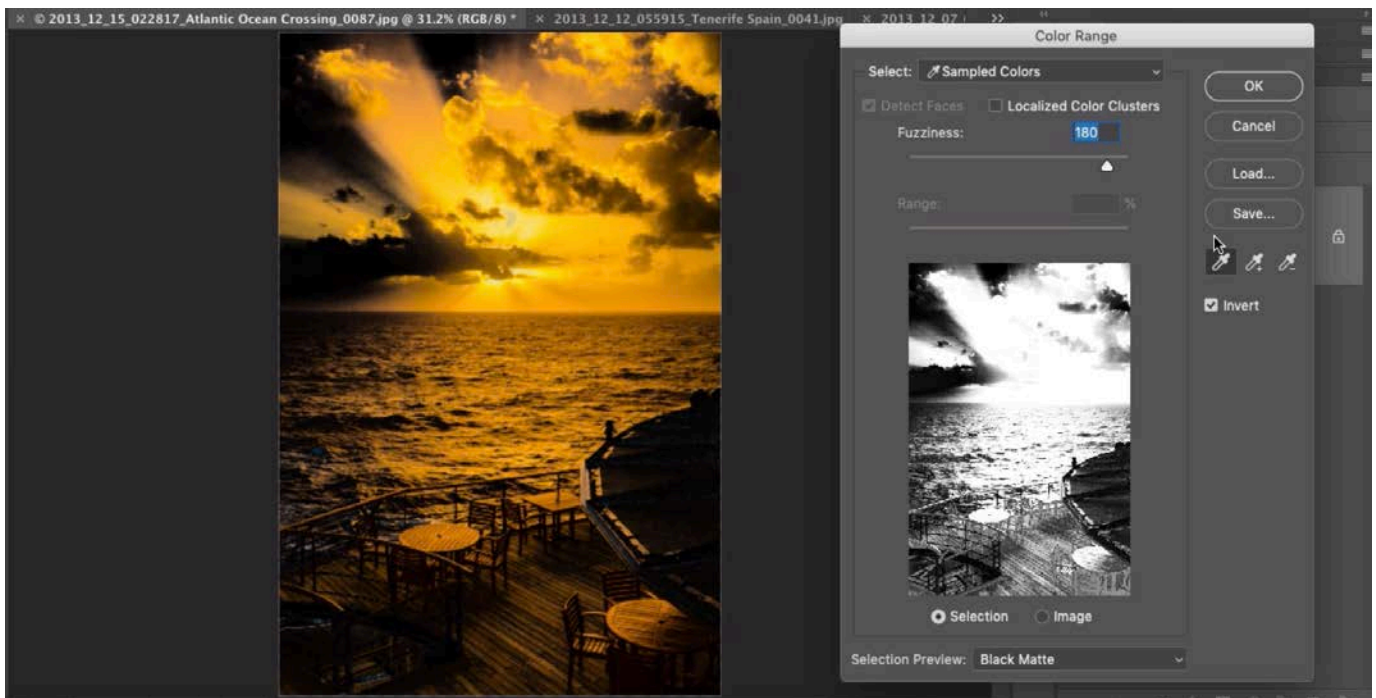 × © 2013_12_15_022817_Atlantic Ocean Crossing_0087.jpg @ 31.2% (RGB/8) *
× 2013_12_12_055915_Tenerife Spain_0041.jpg
× 2013_12_07
>>
Color Range
Select: Sampled Colors
Detect Faces
Localized Color Clusters
Fuzziness: 180
Range: %
OK
Cancel
Load...
Save...
Invert
Selection
Image
Selection Preview: Black Matte